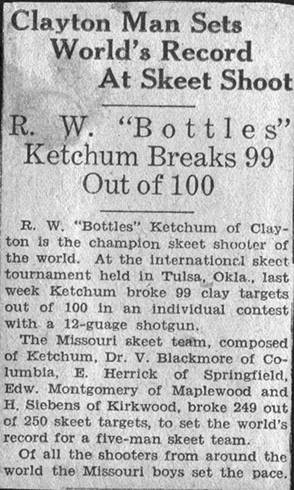 Clayton Man Sets
World's Record
At Skeet Shoot
R. W. "Bottles"
Ketchum Breaks 99
Out of 100
R. W. "Bottles" Ketchum of Clay-
ton is the champion skeet shooter of
the world. At the international skeet
tournament held in Tulsa, Okla., last
week Ketchum broke 99 clay targets
out of 100 in an individual contest
with a 12-guage shotgun.
The Missouri skeet team, composed
of Ketchum, Dr. V. Blackmore of Co-
lumbia, E. Herrick of Springfield,
Edw. Montgomery of Maplewood and
H. Siebens of Kirkwood, broke 249 out
of 250 skeet targets, to set the world's
record for a five-man skeet team.
Of all the shooters from around the
world the Missouri boys set the pace.